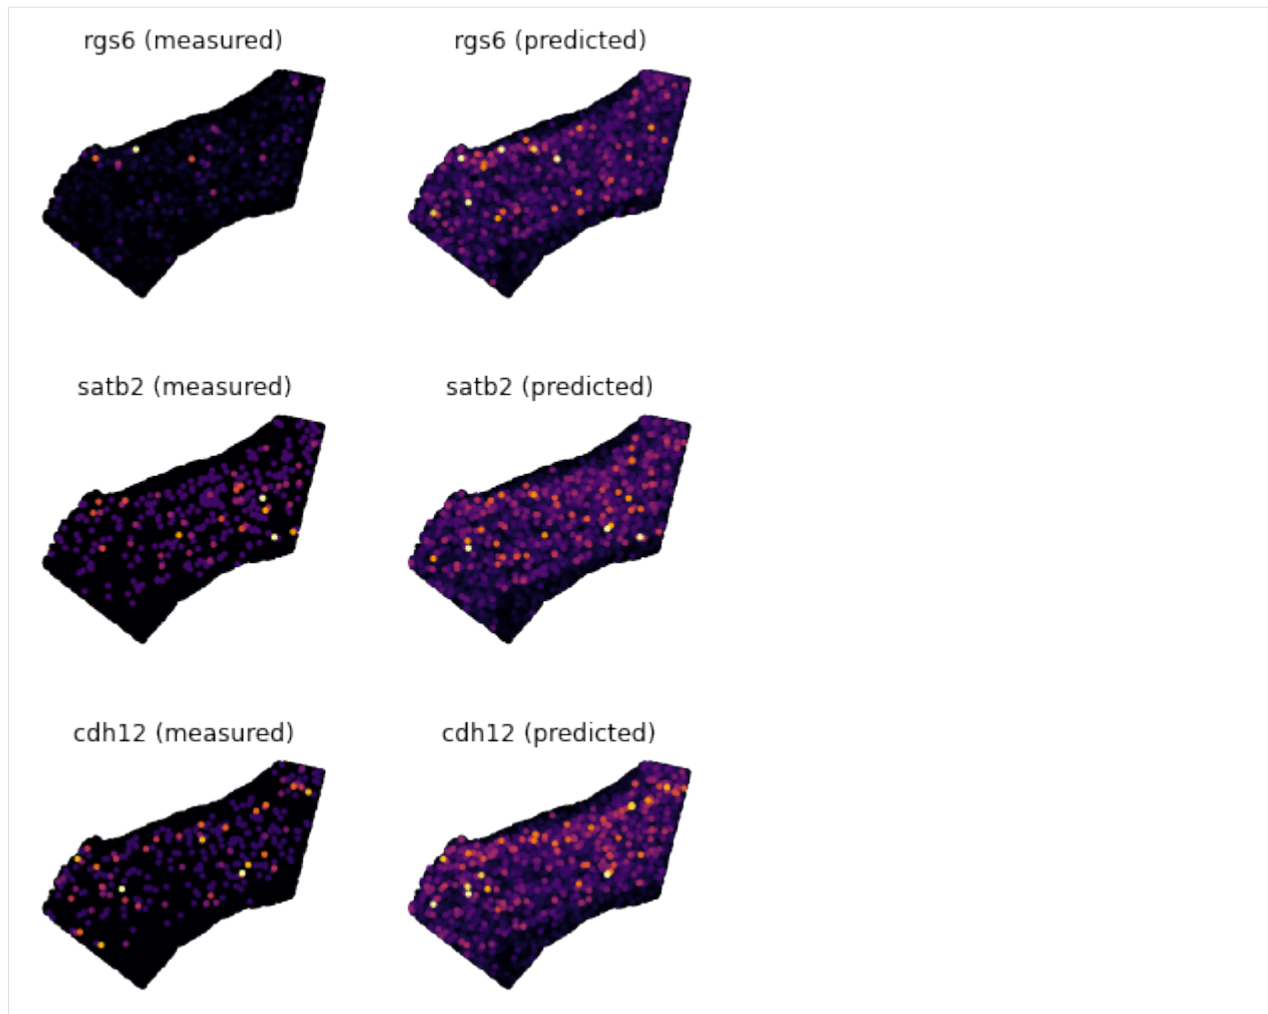 rgs6 (measured)
rgs6 (predicted)
satb2 (measured)
satb2 (predicted)
cdh12 (measured)
cdh12 (predicted)